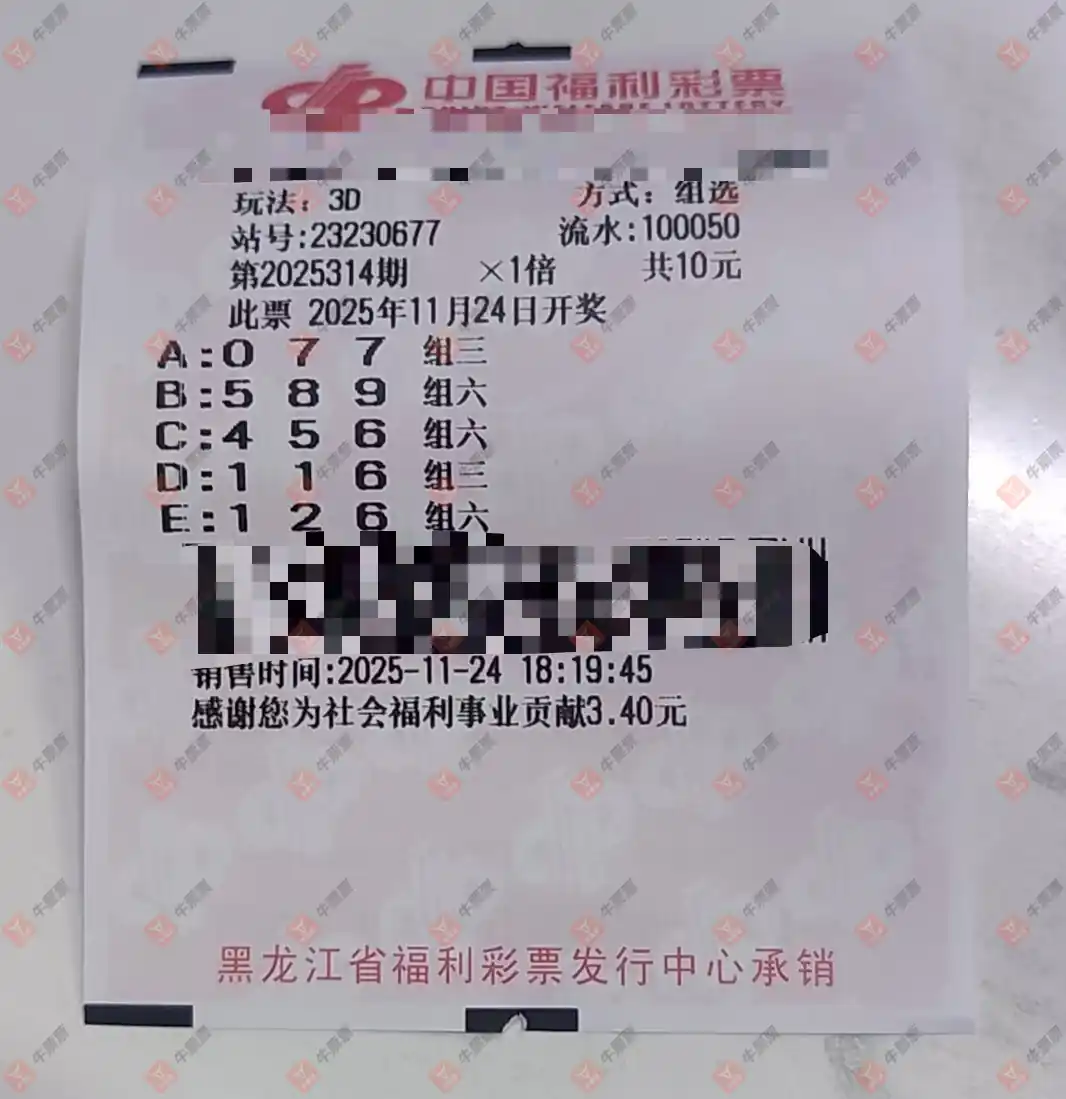 中国福利彩票
玩法：3D 方式：组选
站号:23230677 流水:100050
第2025314期 ×1倍 共10元
此票 2025年11月24日开奖
A:0 7 7 组三
B:5 8 9 组六
C:4 5 6 组六
D:1 1 6 组三
E:1 2 6 组六
销售时间:2025-11-24 18:19:45
感谢您为社会福利事业贡献3.40元
黑龙江省福利彩票发行中心承销